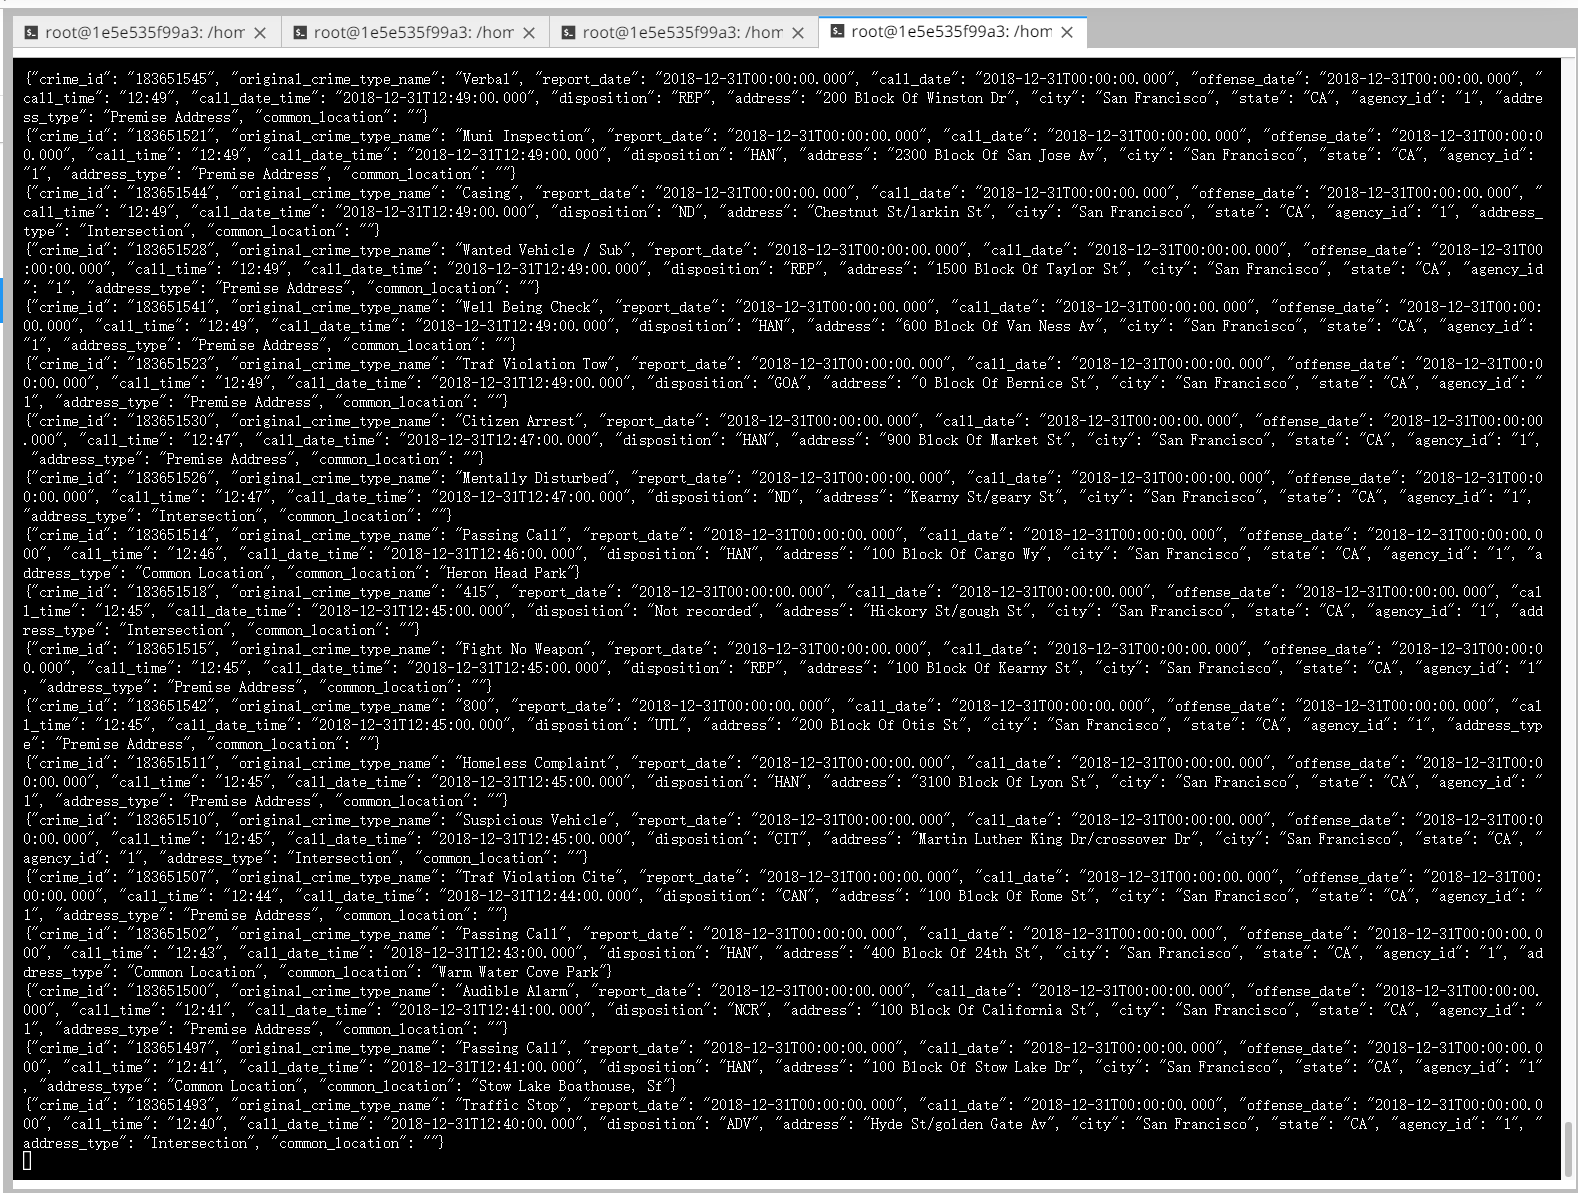 root@1e5e535f99a3: /hom
root@1e5e535f99a3: /hom
root@1e5e535f99a3: /hom
root@1e5e535f99a3: /hom
{"crime_id": "183651545", "original_crime_type_name": "Verbal", "report_date": "2018-12-31T00:00:00.000", "call_date": "2018-12-31T00:00:00.000", "offense_date": "2018-12-31T00:00:00.000", "
call_time": "12:49", "call_date_time": "2018-12-31T12:49:00.000", "disposition": "REP", "address": "200 Block Of Winston Dr", "city": "San Francisco", "state": "CA", "agency_id": "1", "addre
ss_type": "Premise Address", "common_location": ""}
{"crime_id": "183651521", "original_crime_type_name": "Muni Inspection", "report_date": "2018-12-31T00:00:00.000", "call_date": "2018-12-31T00:00:00.000", "offense_date": "2018-12-31T00:00:0
0.000", "call_time": "12:49", "call_date_time": "2018-12-31T12:49:00.000", "disposition": "HAN", "address": "2300 Block Of San Jose Av", "city": "San Francisco", "state": "CA", "agency_id":
"1", "address_type": "Premise Address", "common_location": ""}
{"crime_id": "183651544", "original_crime_type_name": "Casing", "report_date": "2018-12-31T00:00:00.000", "call_date": "2018-12-31T00:00:00.000", "offense_date": "2018-12-31T00:00:00.000", "
call_time": "12:49", "call_date_time": "2018-12-31T12:49:00.000", "disposition": "ND", "address": "Chestnut St/larkin St", "city": "San Francisco", "state": "CA", "agency_id": "1", "address_
type": "Intersection", "common_location": ""}
{"crime_id": "183651528", "original_crime_type_name": "Wanted Vehicle / Sub", "report_date": "2018-12-31T00:00:00.000", "call_date": "2018-12-31T00:00:00.000", "offense_date": "2018-12-31T00
:00:00.000", "call_time": "12:49", "call_date_time": "2018-12-31T12:49:00.000", "disposition": "REP", "address": "1500 Block Of Taylor St", "city": "San Francisco", "state": "CA", "agency_id
": "1", "address_type": "Premise Address", "common_location": ""}
{"crime_id": "183651541", "original_crime_type_name": "Well Being Check", "report_date": "2018-12-31T00:00:00.000", "call_date": "2018-12-31T00:00:00.000", "offense_date": "2018-12-31T00:00:
00.000", "call_time": "12:49", "call_date_time": "2018-12-31T12:49:00.000", "disposition": "HAN", "address": "600 Block Of Van Ness Av", "city": "San Francisco", "state": "CA", "agency_id":
"1", "address_type": "Premise Address", "common_location": ""}
{"crime_id": "183651523", "original_crime_type_name": "Traf Violation Tow", "report_date": "2018-12-31T00:00:00.000", "call_date": "2018-12-31T00:00:00.000", "offense_date": "2018-12-31T00:0
0:00.000", "call_time": "12:49", "call_date_time": "2018-12-31T12:49:00.000", "disposition": "GOA", "address": "0 Block Of Bernice St", "city": "San Francisco", "state": "CA", "agency_id": "
1", "address_type": "Premise Address", "common_location": ""}
{"crime_id": "183651530", "original_crime_type_name": "Citizen Arrest", "report_date": "2018-12-31T00:00:00.000", "call_date": "2018-12-31T00:00:00.000", "offense_date": "2018-12-31T00:00:00
.000", "call_time": "12:47", "call_date_time": "2018-12-31T12:47:00.000", "disposition": "HAN", "address": "900 Block Of Market St", "city": "San Francisco", "state": "CA", "agency_id": "1",
"address_type": "Premise Address", "common_location": ""}
{"crime_id": "183651526", "original_crime_type_name": "Mentally Disturbed", "report_date": "2018-12-31T00:00:00.000", "call_date": "2018-12-31T00:00:00.000", "offense_date": "2018-12-31T00:0
0:00.000", "call_time": "12:47", "call_date_time": "2018-12-31T12:47:00.000", "disposition": "ND", "address": "Kearny St/geary St", "city": "San Francisco", "state": "CA", "agency_id": "1",
"address_type": "Intersection", "common_location": ""}
{"crime_id": "183651514", "original_crime_type_name": "Passing Call", "report_date": "2018-12-31T00:00:00.000", "call_date": "2018-12-31T00:00:00.000", "offense_date": "2018-12-31T00:00:00.0
00", "call_time": "12:46", "call_date_time": "2018-12-31T12:46:00.000", "disposition": "HAN", "address": "100 Block Of Cargo Wy", "city": "San Francisco", "state": "CA", "agency_id": "1", "a
ddress_type": "Common Location", "common_location": "Heron Head Park"}
{"crime_id": "183651518", "original_crime_type_name": "415", "report_date": "2018-12-31T00:00:00.000", "call_date": "2018-12-31T00:00:00.000", "offense_date": "2018-12-31T00:00:00.000", "cal
l_time": "12:45", "call_date_time": "2018-12-31T12:45:00.000", "disposition": "Not recorded", "address": "Hickory St/gough St", "city": "San Francisco", "state": "CA", "agency_id": "1", "add
ress_type": "Intersection", "common_location": ""}
{"crime_id": "183651515", "original_crime_type_name": "Fight No Weapon", "report_date": "2018-12-31T00:00:00.000", "call_date": "2018-12-31T00:00:00.000", "offense_date": "2018-12-31T00:00:0
0.000", "call_time": "12:45", "call_date_time": "2018-12-31T12:45:00.000", "disposition": "REP", "address": "100 Block Of Kearny St", "city": "San Francisco", "state": "CA", "agency_id": "1"
, "address_type": "Premise Address", "common_location": ""}
{"crime_id": "183651542", "original_crime_type_name": "800", "report_date": "2018-12-31T00:00:00.000", "call_date": "2018-12-31T00:00:00.000", "offense_date": "2018-12-31T00:00:00.000", "cal
l_time": "12:45", "call_date_time": "2018-12-31T12:45:00.000", "disposition": "UTL", "address": "200 Block Of Otis St", "city": "San Francisco", "state": "CA", "agency_id": "1", "address_typ
e": "Premise Address", "common_location": ""}
{"crime_id": "183651511", "original_crime_type_name": "Homeless Complaint", "report_date": "2018-12-31T00:00:00.000", "call_date": "2018-12-31T00:00:00.000", "offense_date": "2018-12-31T00:0
0:00.000", "call_time": "12:45", "call_date_time": "2018-12-31T12:45:00.000", "disposition": "HAN", "address": "3100 Block Of Lyon St", "city": "San Francisco", "state": "CA", "agency_id": "
1", "address_type": "Premise Address", "common_location": ""}
{"crime_id": "183651510", "original_crime_type_name": "Suspicious Vehicle", "report_date": "2018-12-31T00:00:00.000", "call_date": "2018-12-31T00:00:00.000", "offense_date": "2018-12-31T00:0
0:00.000", "call_time": "12:45", "call_date_time": "2018-12-31T12:45:00.000", "disposition": "CIT", "address": "Martin Luther King Dr/crossover Dr", "city": "San Francisco", "state": "CA", "
agency_id": "1", "address_type": "Intersection", "common_location": ""}
{"crime_id": "183651507", "original_crime_type_name": "Traf Violation Cite", "report_date": "2018-12-31T00:00:00.000", "call_date": "2018-12-31T00:00:00.000", "offense_date": "2018-12-31T00:
00:00.000", "call_time": "12:44", "call_date_time": "2018-12-31T12:44:00.000", "disposition": "CAN", "address": "100 Block Of Rome St", "city": "San Francisco", "state": "CA", "agency_id": "
1", "address_type": "Premise Address", "common_location": ""}
{"crime_id": "183651502", "original_crime_type_name": "Passing Call", "report_date": "2018-12-31T00:00:00.000", "call_date": "2018-12-31T00:00:00.000", "offense_date": "2018-12-31T00:00:00.0
00", "call_time": "12:43", "call_date_time": "2018-12-31T12:43:00.000", "disposition": "HAN", "address": "400 Block Of 24th St", "city": "San Francisco", "state": "CA", "agency_id": "1", "ad
dress_type": "Common Location", "common_location": "Warm Water Cove Park"}
{"crime_id": "183651500", "original_crime_type_name": "Audible Alarm", "report_date": "2018-12-31T00:00:00.000", "call_date": "2018-12-31T00:00:00.000", "offense_date": "2018-12-31T00:00:00.
000", "call_time": "12:41", "call_date_time": "2018-12-31T12:41:00.000", "disposition": "NCR", "address": "100 Block Of California St", "city": "San Francisco", "state": "CA", "agency_id": "
1", "address_type": "Premise Address", "common_location": ""}
{"crime_id": "183651497", "original_crime_type_name": "Passing Call", "report_date": "2018-12-31T00:00:00.000", "call_date": "2018-12-31T00:00:00.000", "offense_date": "2018-12-31T00:00:00.0
00", "call_time": "12:41", "call_date_time": "2018-12-31T12:41:00.000", "disposition": "HAN", "address": "100 Block Of Stow Lake Dr", "city": "San Francisco", "state": "CA", "agency_id": "1"
, "address_type": "Common Location", "common_location": "Stow Lake Boathouse, Sf"}
{"crime_id": "183651493", "original_crime_type_name": "Traffic Stop", "report_date": "2018-12-31T00:00:00.000", "call_date": "2018-12-31T00:00:00.000", "offense_date": "2018-12-31T00:00:00.0
00", "call_time": "12:40", "call_date_time": "2018-12-31T12:40:00.000", "disposition": "ADV", "address": "Hyde St/golden Gate Av", "city": "San Francisco", "state": "CA", "agency_id": "1", "
address_type": "Intersection", "common_location": ""}